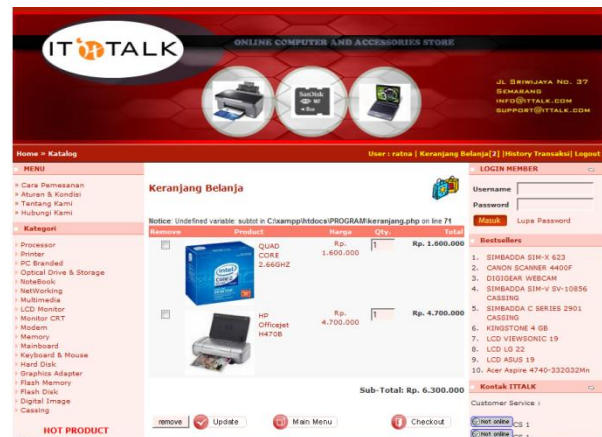 IT TALK
ONLINE COMPUTER AND ACCESSORIES STORE
SanDisk
JL SRIWIJAYA NO. 37
SEMARANG
INFO@ITTALK.COM
SUPPORT@ITTALK.COM
Home » Katalog
User : ratna | Keranjang Belanja[2] |History Transaksi| Logout
MENU
» Cara Pemesanan
» Aturan & Kondisi
» Tentang Kami
» Hubungi Kami
Kategori
Processor
Printer
PC Branded
Optical Drive & Storage
NoteBook
NetWorking
Multimedia
LCD Monitor
Monitor CRT
Modem
Memory
Mainboard
Keyboard & Mouse
Hard Disk
Graphics Adapter
Flash Memory
Flash Disk
Digital Image
Cassing
HOT PRODUCT
Keranjang Belanja
Notice: Undefined variable: subtot in C:\xampp\htdocs\PROGRAM\keranjang.php on line 71
Remove Product Harga Qty. Total
QUAD CORE 2.66GHZ Rp. 1.600.000 1 Rp. 1.600.000
HP Officejet H470B Rp. 4.700.000 1 Rp. 4.700.000
Sub-Total: Rp. 6.300.000
remove Update Main Menu Checkout
LOGIN MEMBER
Username
Password
Masuk Lupa Password
Bestsellers
1. SIMBADDA SIM-X 623
2. CANON SCANNER 4400F
3. DIGIGEAR WEBCAM
4. SIMBADDA SIM-V SV-10856
CASSING
5. SIMBADDA C SERIES 2901
CASSING
6. KINGSTONE 4 GB
7. LCD VIEWSONIC 19
8. LCD LG 22
9. LCD ASUS 19
10. Acer Aspire 4740-332G32Mn
Kontak ITTALK
Customer Service :
Not online CS 1
Not online